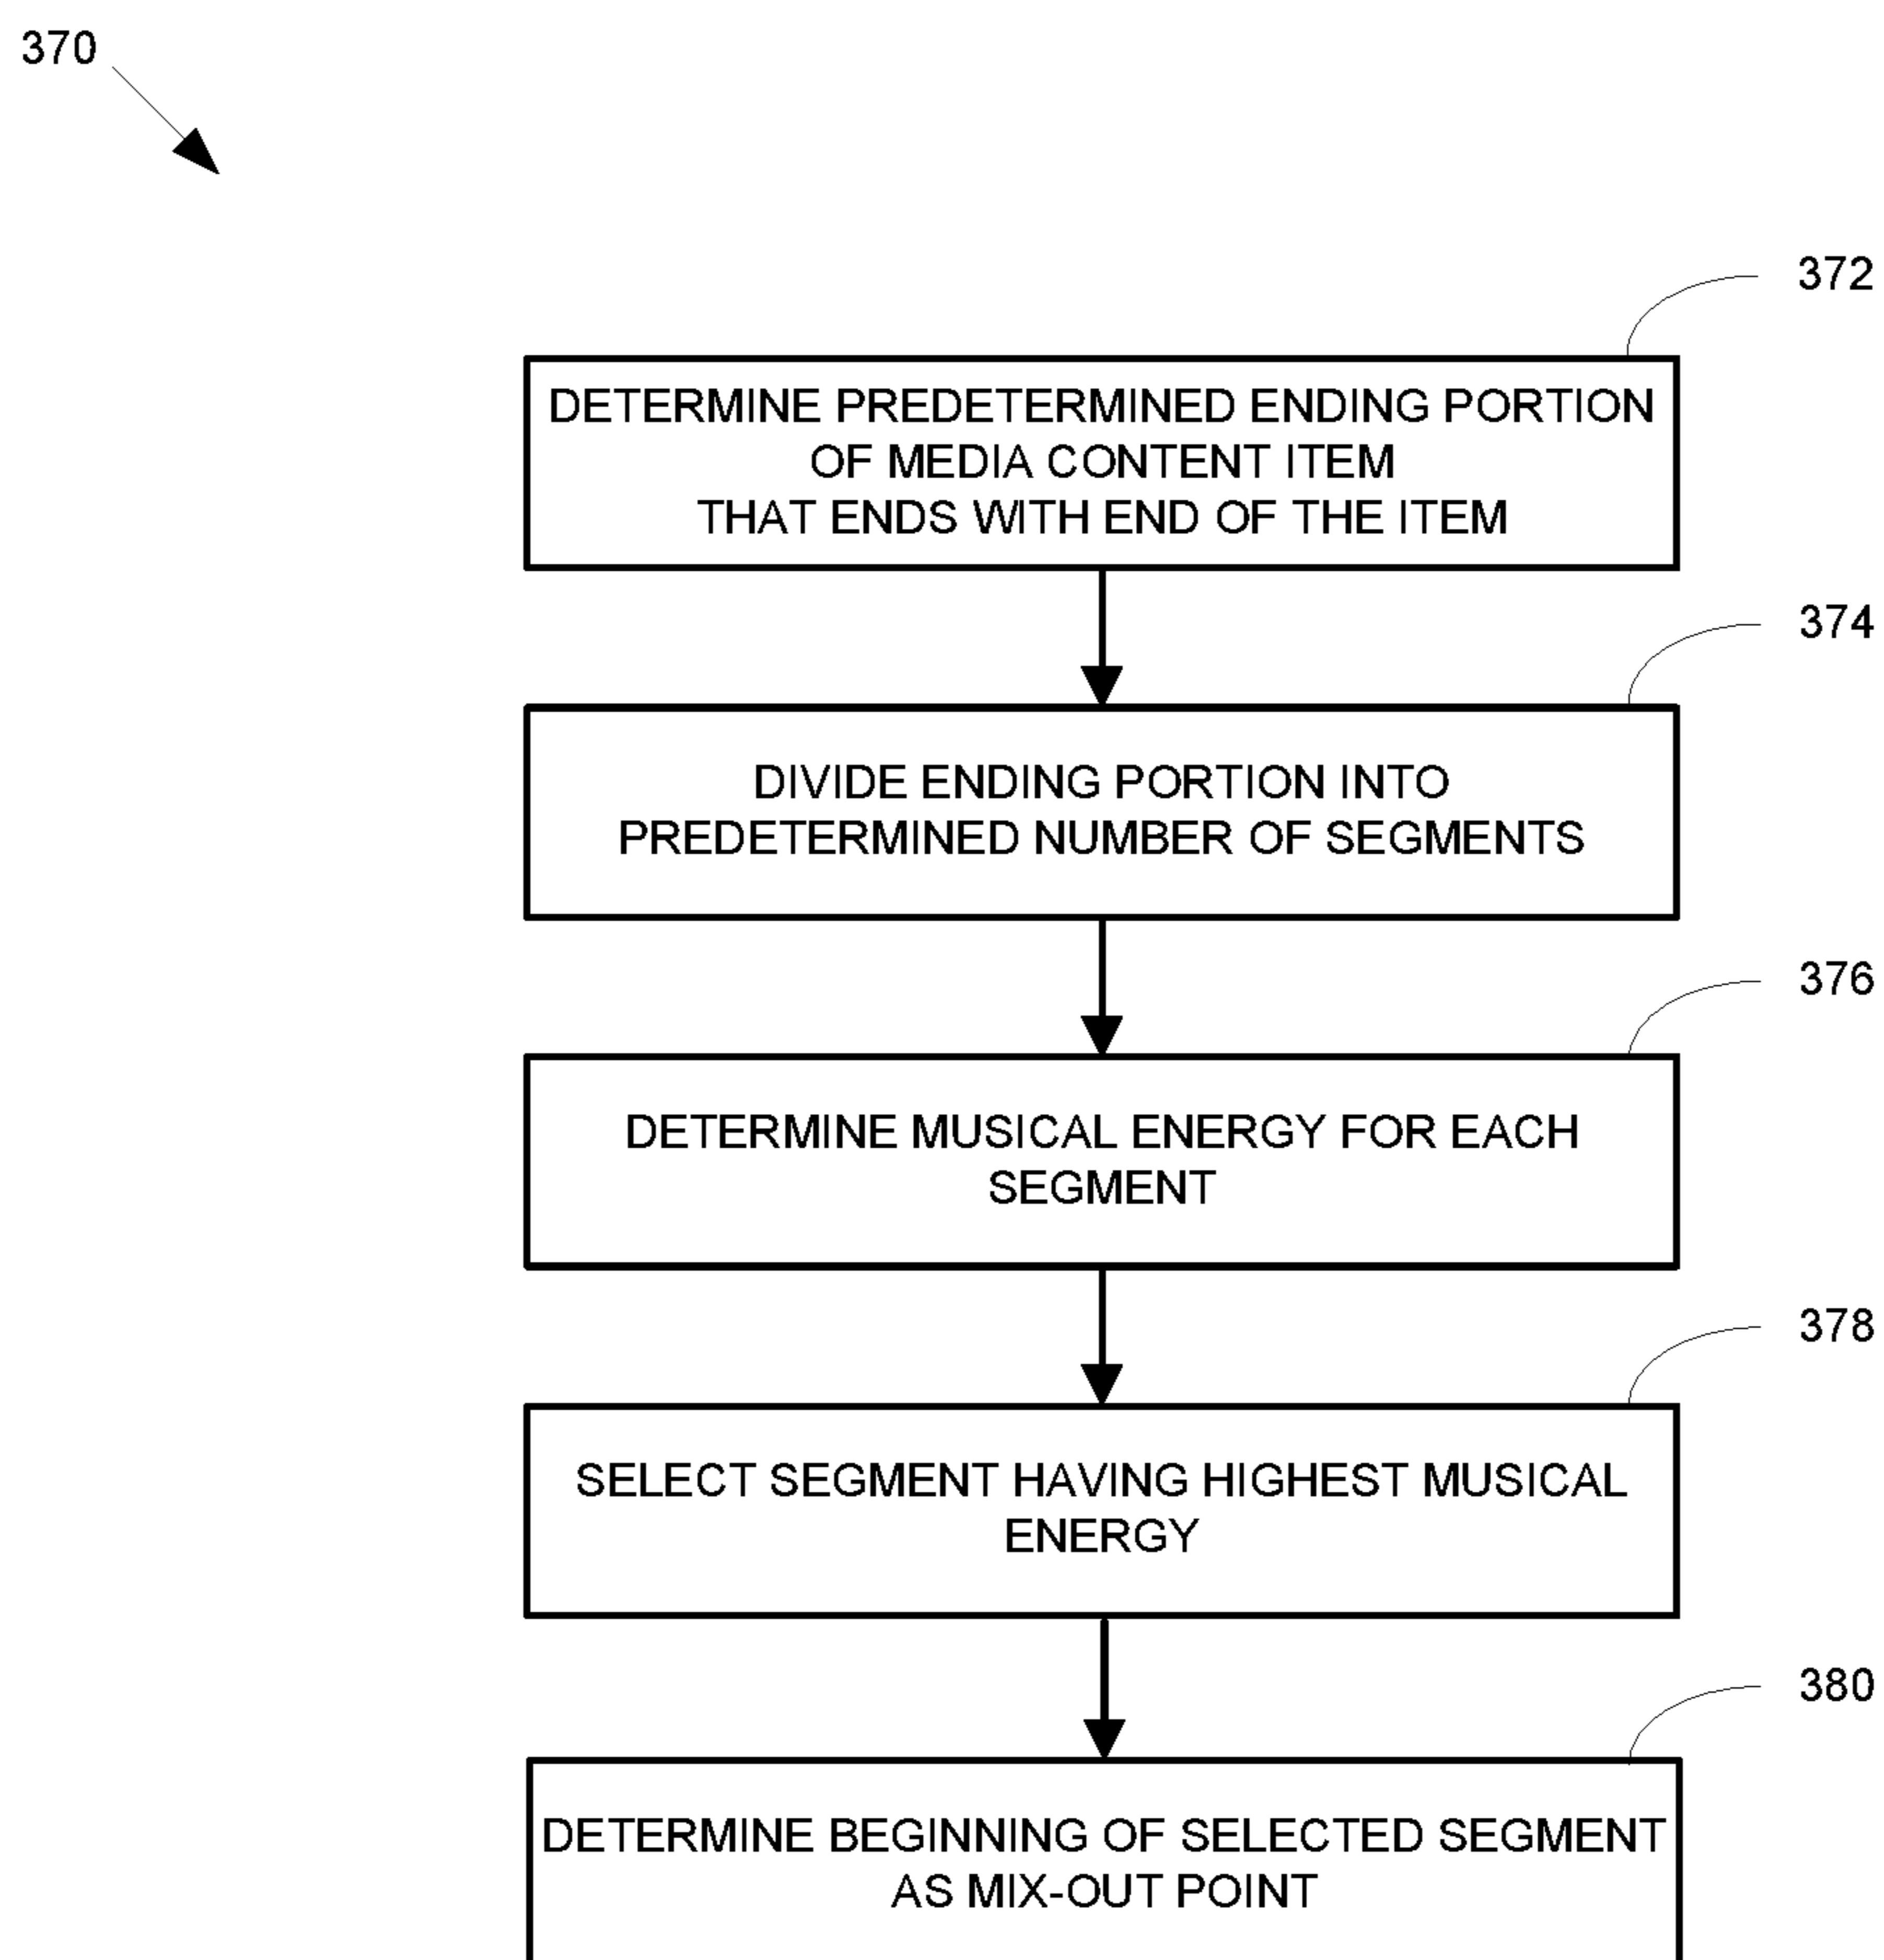 370
372
DETERMINE PREDETERMINED ENDING PORTION
OF MEDIA CONTENT ITEM
THAT ENDS WITH END OF THE ITEM
374
DIVIDE ENDING PORTION INTO
PREDETERMINED NUMBER OF SEGMENTS
376
DETERMINE MUSICAL ENERGY FOR EACH
SEGMENT
378
SELECT SEGMENT HAVING HIGHEST MUSICAL
ENERGY
380
DETERMINE BEGINNING OF SELECTED SEGMENT
AS MIX-OUT POINT